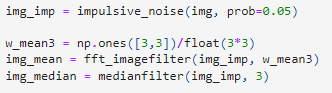 img_imp = impulsive_noise(img, prob=0.05)
w_mean3 = np.ones([3,3])/float(3*3)
img_mean = fft_imagefilter(img_imp, w_mean3)
img_median = medianfilter(img_imp, 3)